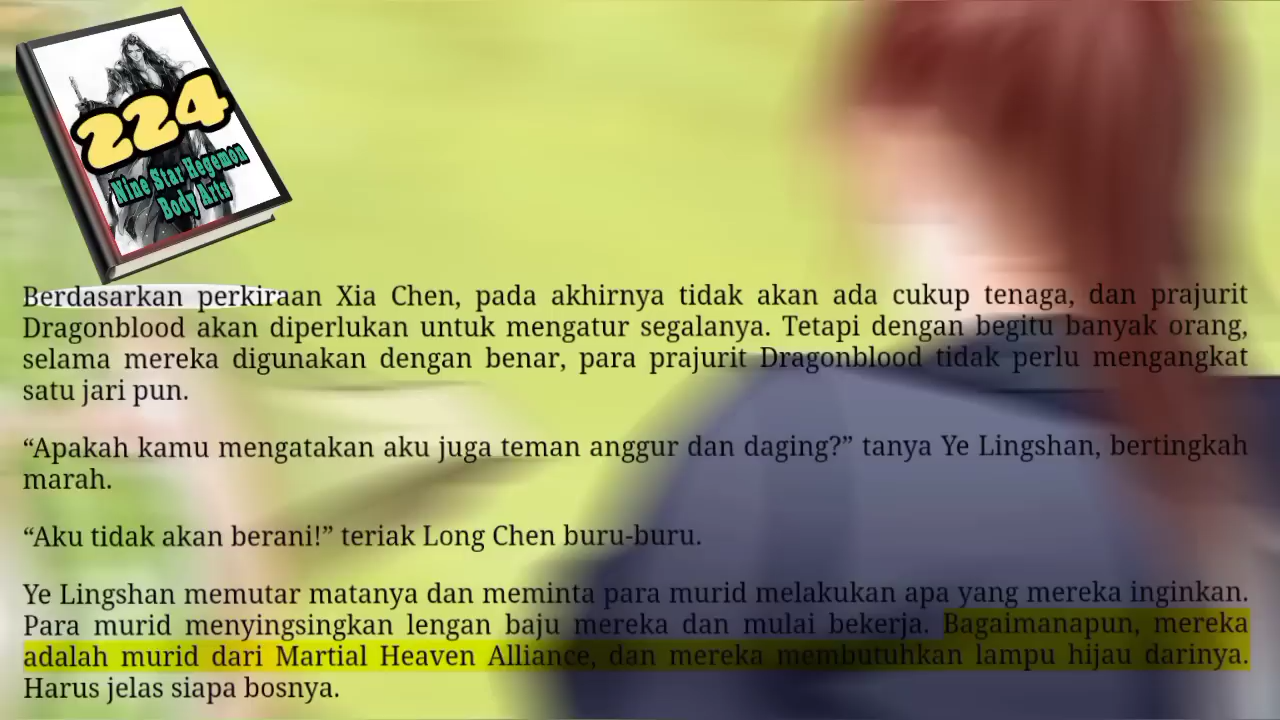 224
Nine Star Hegemon
Body Arts
Berdasarkan perkiraan Xia Chen, pada akhirnya tidak akan ada cukup tenaga, dan prajurit
Dragonblood akan diperlukan untuk mengatur segalanya. Tetapi dengan begitu banyak orang,
selama mereka digunakan dengan benar, para prajurit Dragonblood tidak perlu mengangkat
satu jari pun.
“Apakah kamu mengatakan aku juga teman anggur dan daging?” tanya Ye Lingshan, bertingkah
marah.
“Aku tidak akan berani!” teriak Long Chen buru-buru.
Ye Lingshan memutar matanya dan meminta para murid melakukan apa yang mereka inginkan.
Para murid menyingsingkan lengan baju mereka dan mulai bekerja. Bagaimanapun, mereka
adalah murid dari Martial Heaven Alliance, dan mereka membutuhkan lampu hijau darinya.
Harus jelas siapa bosnya.